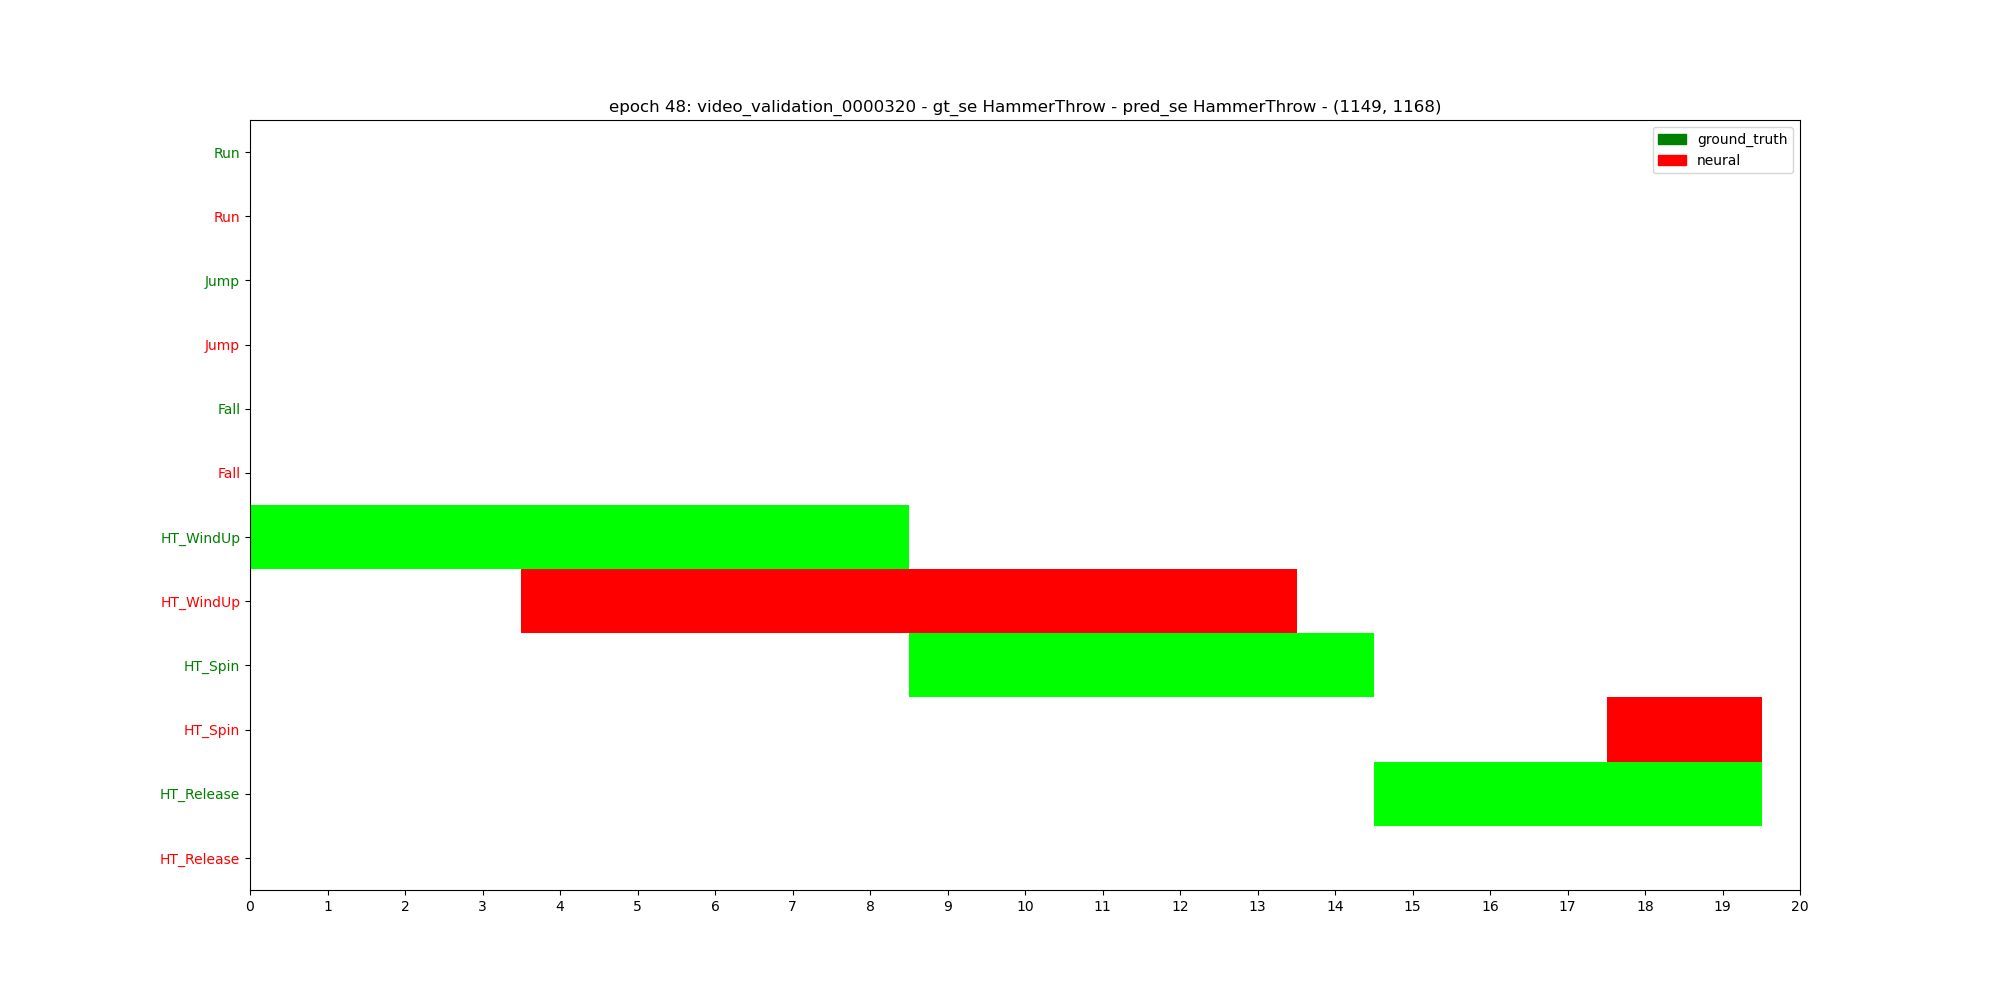 epoch 48: video_validation_0000320 - gt_se HammerThrow - pred_se HammerThrow - (1149, 1168)
ground_truth
neural
Run
Run
Jump
Jump
Fall
Fall
HT_WindUp
HT_WindUp
HT_Spin
HT_Spin
HT_Release
HT_Release
0 1 2 3 4 5 6 7 8 9 10 11 12 13 14 15 16 17 18 19 20